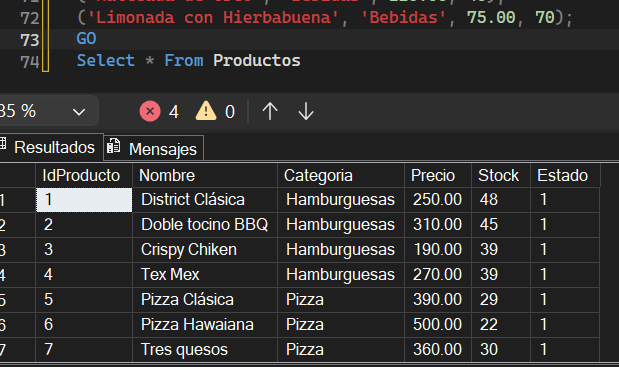 72 ('Limonada con Hierbabuena', 'Bebidas', 75.00, 70);
73 GO
74 Select * From Productos
35 % 4 0
Resultados Mensajes
IdProducto Nombre Categoria Precio Stock Estado
1 1 District Clásica Hamburguesas 250.00 48 1
2 2 Doble tocino BBQ Hamburguesas 310.00 45 1
3 3 Crispy Chiken Hamburguesas 190.00 39 1
4 4 Tex Mex Hamburguesas 270.00 39 1
5 5 Pizza Clásica Pizza 390.00 29 1
6 6 Pizza Hawaiana Pizza 500.00 22 1
7 7 Tres quesos Pizza 360.00 30 1